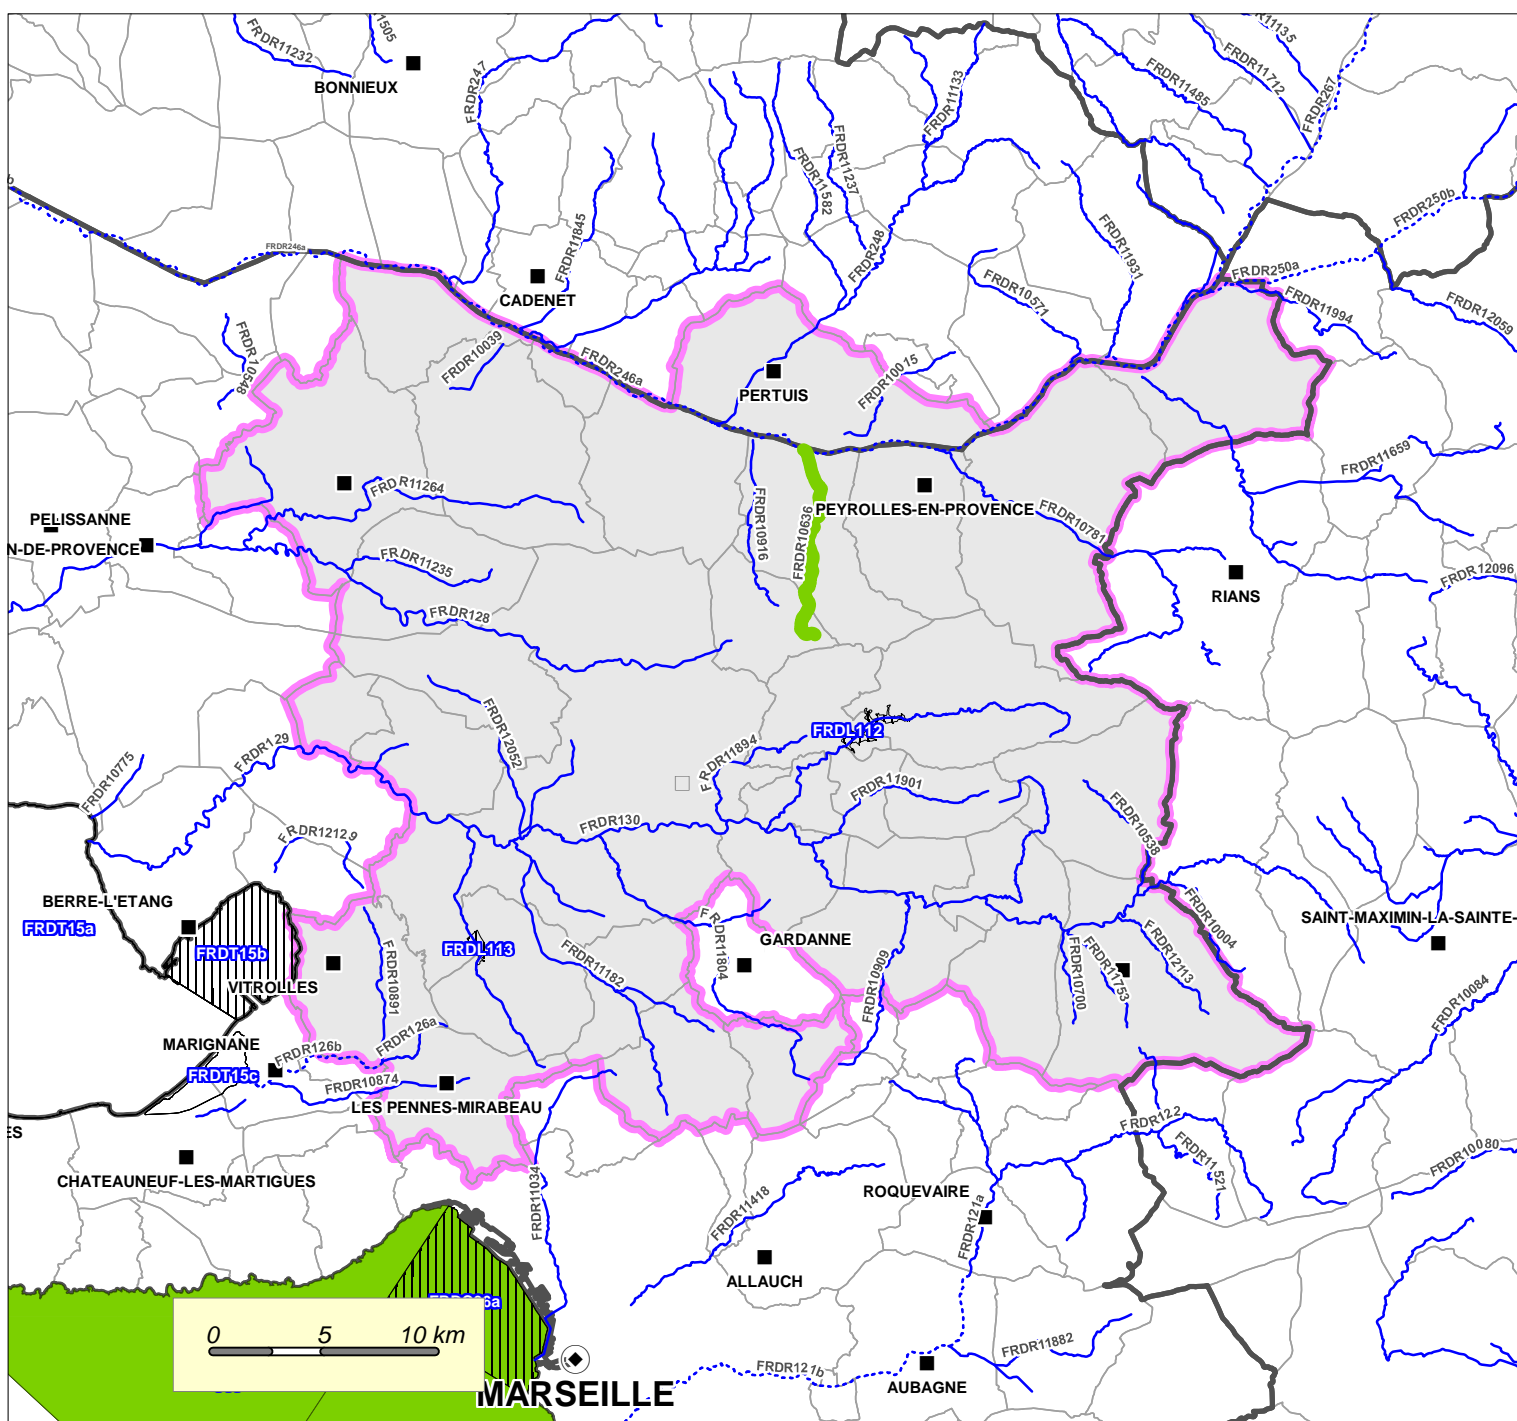 FRDR11232
1505
BONNIEUX
FRDR247
FRDR11133
FRDR11135
FRDR11712
FRDR11485
FRDR267
FRDR11582
FRDR11237
FRDR248
FRDR11845
FRDR246a
CADENET
FRDR11931
FRDR10571
FRDR250b
FRDR250a
FRDR11994
FRDR12059
FRDR10548
FRDR10039
FRDR246a
PERTUIS
FRDR10015
FRDR11659
FRDR11264
PELISSANNE
N-DE-PROVENCE
FRDR10916
FRDR10636
PEYROLLES-EN-PROVENCE
FRDR10781
FRDR12096
RIANS
FRDR11235
FRDR128
FRDR12052
FRDR129
FRDR10775
FRDR11894
FRDL112
FRDR11901
FRDR130
FRDR12129
FRDR10538
BERRE-L'ETANG
FRDT15a
FRDT15b
VITROLLES
FRDR10891
FRDL113
FRDR11182
FRDR11804
GARDANNE
FRDR10909
FRDR10700
FRDR11753
FRDR12113
FRDR10004
SAINT-MAXIMIN-LA-SAINTE-
FRDR10084
MARIGNANE
FRDR126b
FRDR126a
FRDT15c
FRDR10874
LES PENNES-MIRABEAU
ES
CHATEAUNEUF-LES-MARTIGUES
FRDR11034
FRDR11418
ROQUEVAIRE
FRDR121a
FRDR122
FRDR11521
FRDR10080
ALLAUCH
6a
0 5 10 km
FRDR121b
FRDR11882
AUBAGNE
MARSEILLE